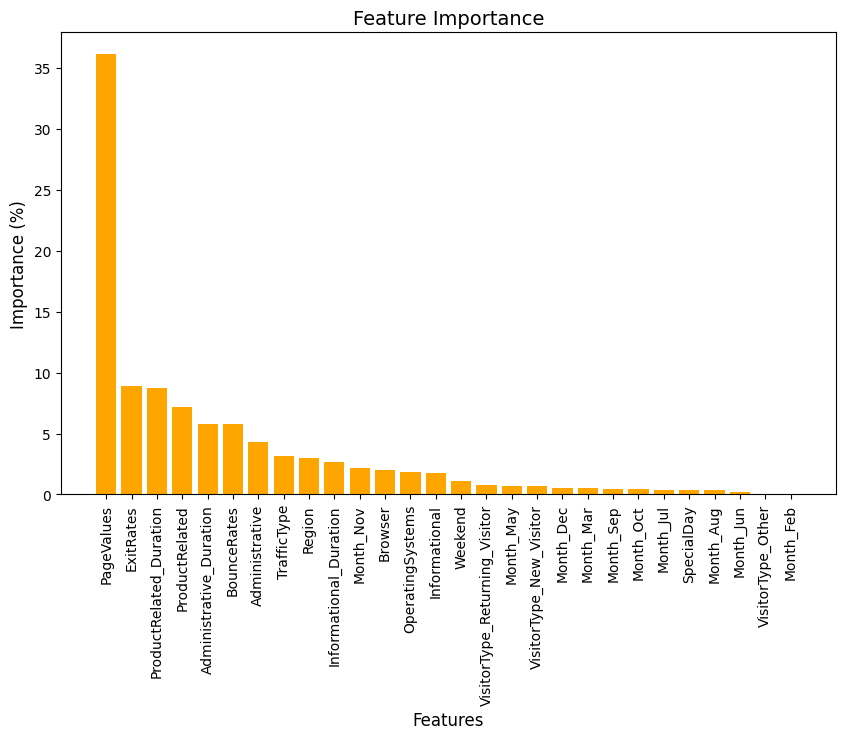 Feature Importance
Importance (%)
35
30
25
20
15
10
5
0
PageValues
ExitRates
ProductRelated_Duration
ProductRelated
Administrative_Duration
BounceRates
Administrative
TrafficType
Region
Informational_Duration
Month_Nov
Browser
OperatingSystems
Informational
Weekend
VisitorType_Returning_Visitor
Month_May
VisitorType_New_Visitor
Month_Dec
Month_Mar
Month_Sep
Month_Oct
Month_Jul
SpecialDay
Month_Aug
Month_Jun
VisitorType_Other
Month_Feb
Features